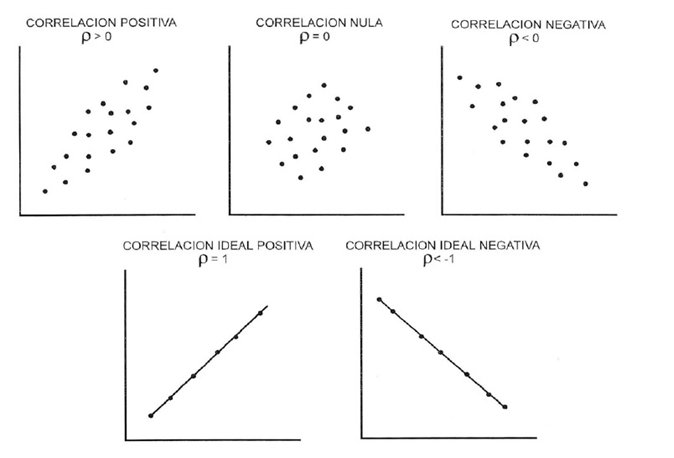 CORRELACION POSITIVA
ρ > 0
CORRELACION NULA
ρ = 0
CORRELACION NEGATIVA
ρ < 0
CORRELACION IDEAL POSITIVA
ρ = 1
CORRELACION IDEAL NEGATIVA
ρ < -1